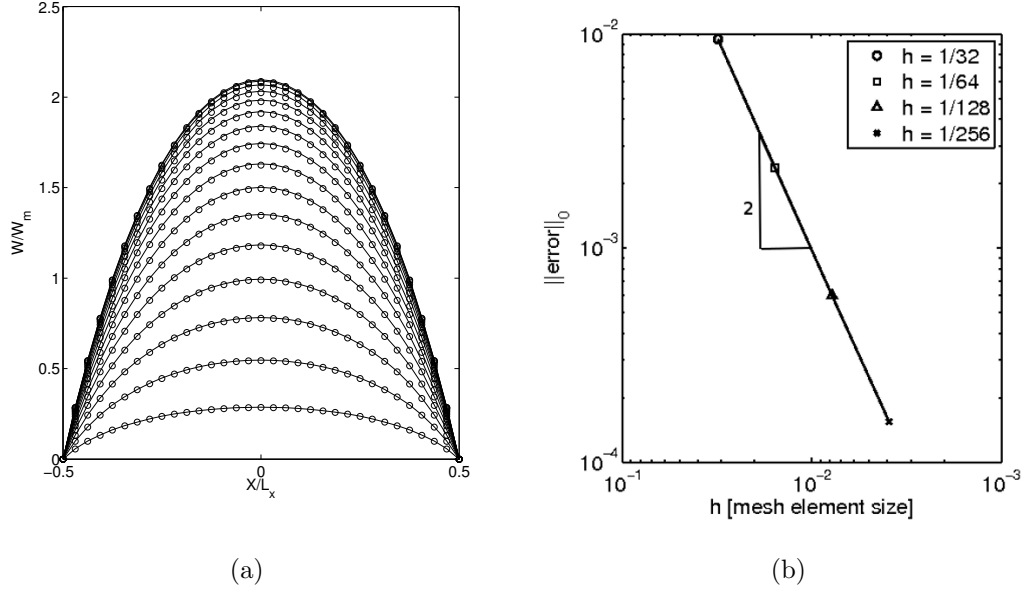 2.5
2
1.5
1
0.5
0
−0.5
0
0.5
W/W_m
X/L_x
(a)
10^-2
10^-3
10^-4
10^-1
10^-2
10^-3
||error||_0
h = 1/32
h = 1/64
h = 1/128
h = 1/256
2
h [mesh element size]
(b)